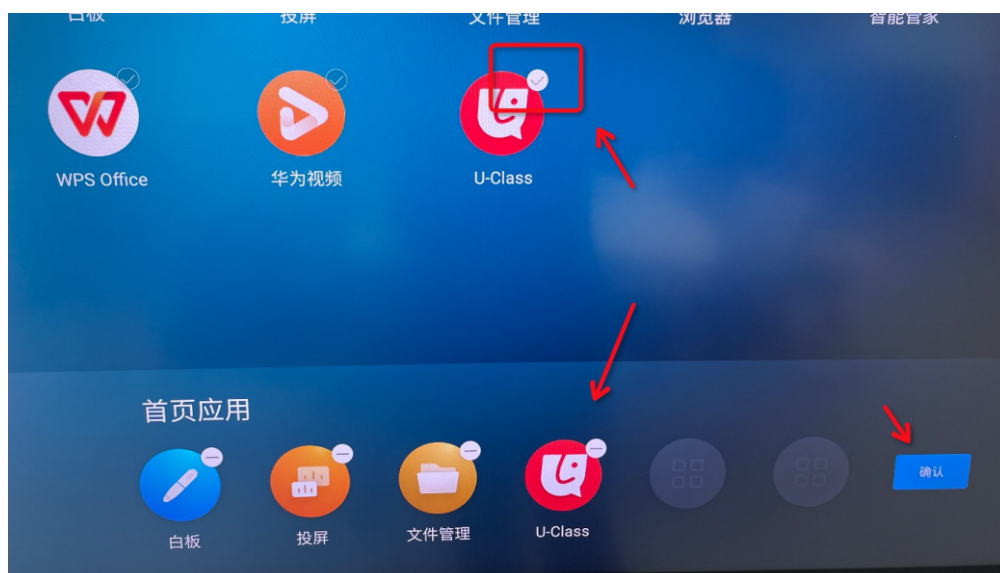 白板
投屏
文件管理
浏览器
智能管家
WPS Office
华为视频
U-Class
首页应用
白板
投屏
文件管理
U-Class
确认